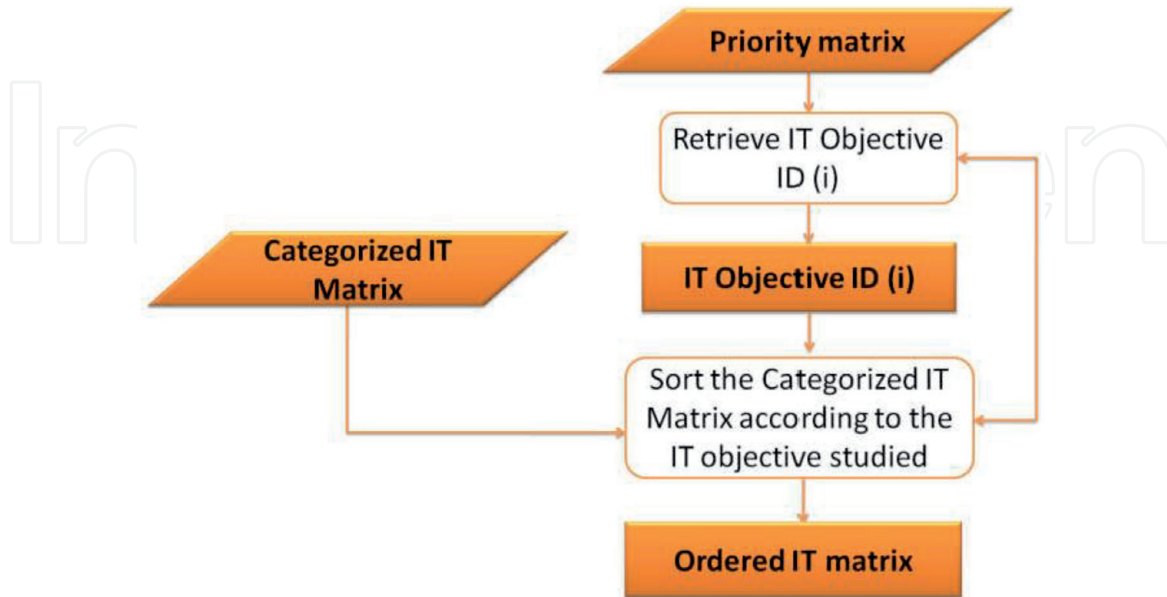 Priority matrix
Retrieve IT Objective
ID (i)
Categorized IT
Matrix
IT Objective ID (i)
Sort the Categorized IT
Matrix according to the
IT objective studied
Ordered IT matrix